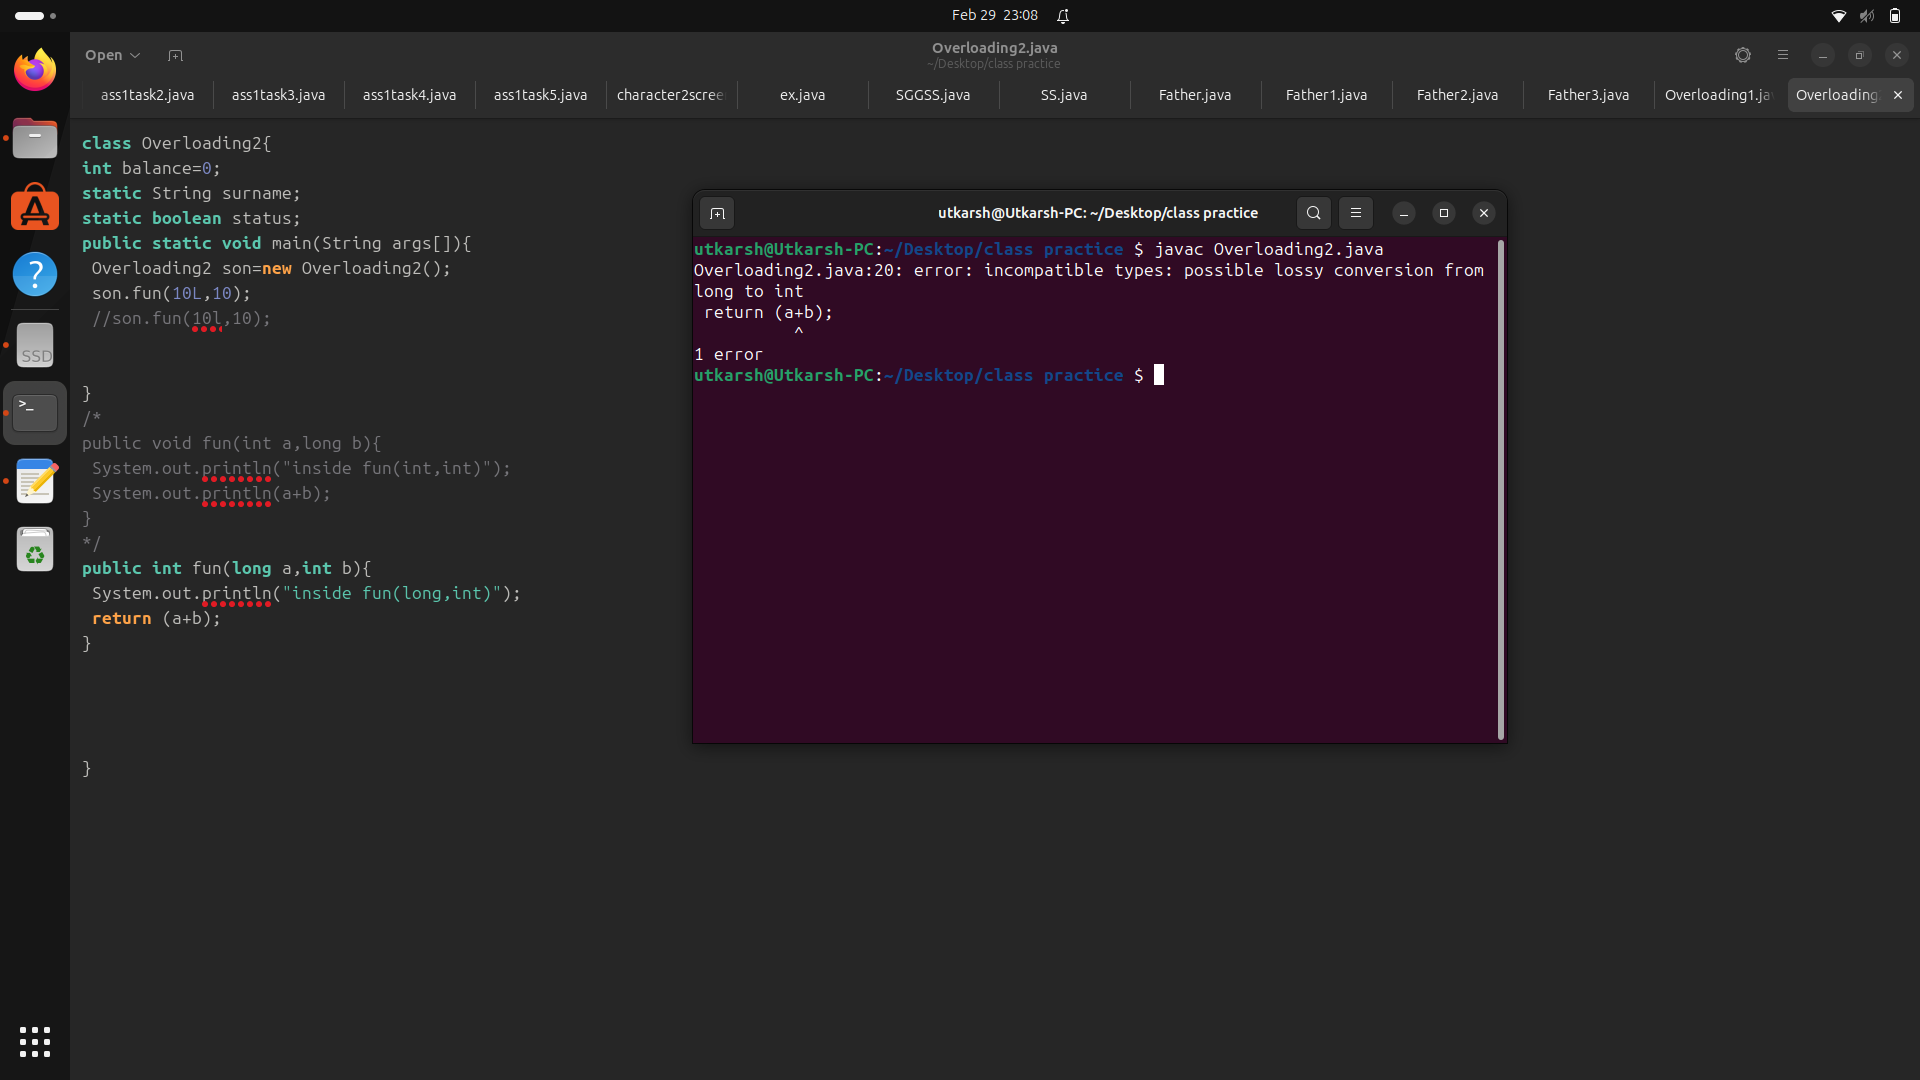 Feb 29 23:08
Open
Overloading2.java
~/Desktop/class practice
ass1task2.java
ass1task3.java
ass1task4.java
ass1task5.java
character2scree
ex.java
SGGSS.java
SS.java
Father.java
Father1.java
Father2.java
Father3.java
Overloading1.jav
Overloading
class Overloading2{
int balance=0;
static String surname;
static boolean status;
public static void main(String args[]){
 Overloading2 son=new Overloading2();
 son.fun(10L,10);
 //son.fun(10l,10);
}
/*
public void fun(int a,long b){
 System.out.println("inside fun(int,int)");
 System.out.println(a+b);
}
*/
public int fun(long a,int b){
 System.out.println("inside fun(long,int)");
 return (a+b);
}
}
utkarsh@Utkarsh-PC: ~/Desktop/class practice
utkarsh@Utkarsh-PC:~/Desktop/class practice $ javac Overloading2.java
Overloading2.java:20: error: incompatible types: possible lossy conversion from
long to int
 return (a+b);
          ^
1 error
utkarsh@Utkarsh-PC:~/Desktop/class practice $
SSD
>_
?